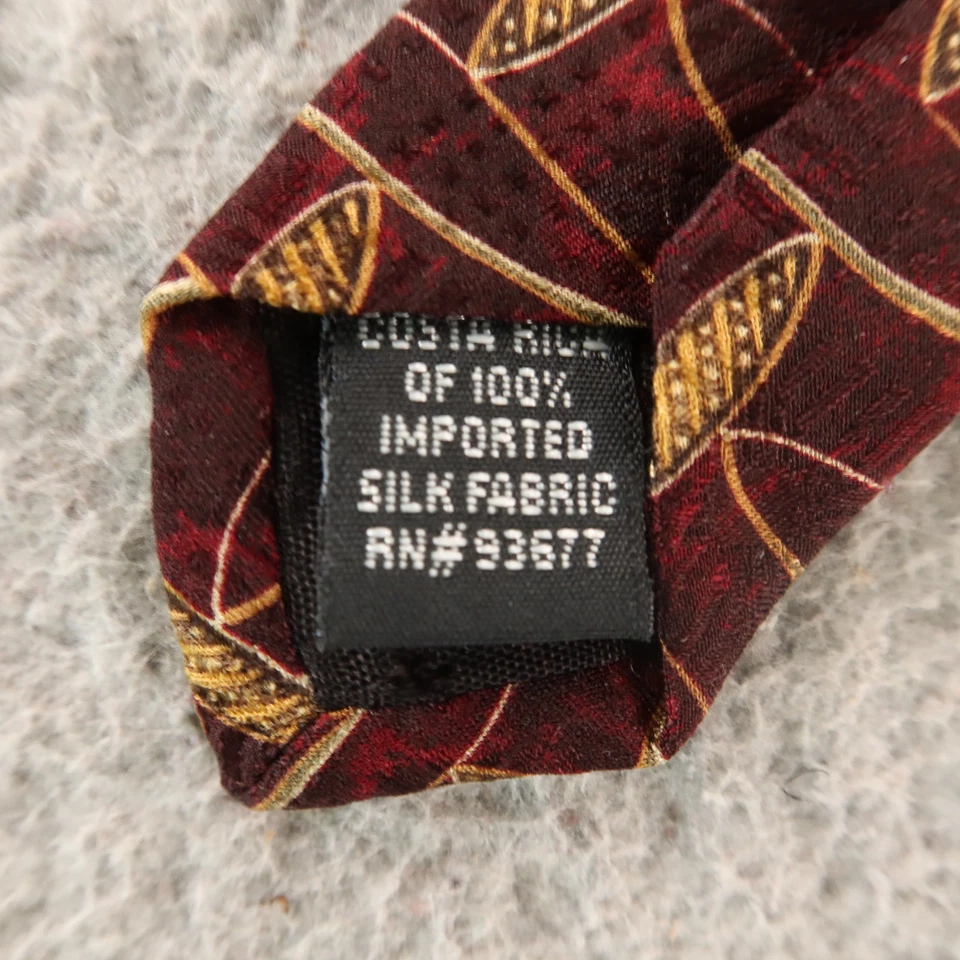 COSTA RICA
OF 100%
IMPORTED
SILK FABRIC
RN# 93677